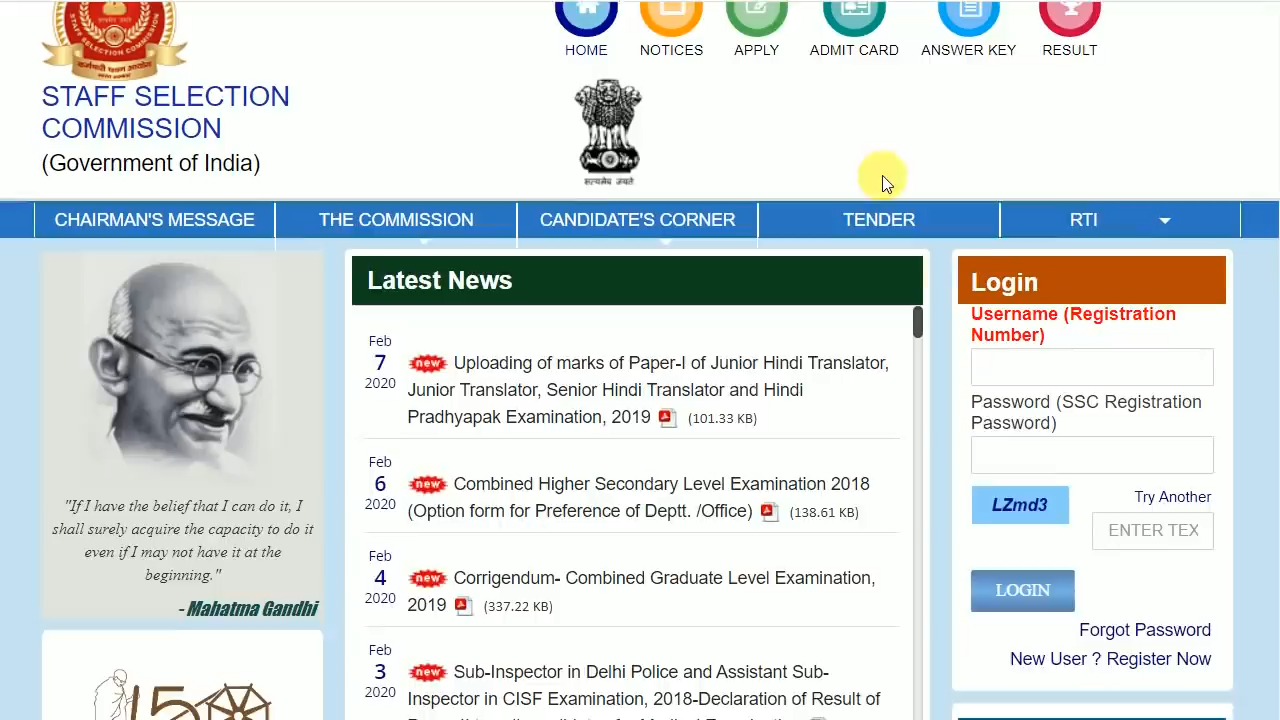 HOME NOTICES APPLY ADMIT CARD ANSWER KEY RESULT
STAFF SELECTION
COMMISSION
(Government of India)
सत्यमेव जयते
CHAIRMAN'S MESSAGE THE COMMISSION CANDIDATE'S CORNER TENDER RTI
"If I have the belief that I can do it, I
shall surely acquire the capacity to do it
even if I may not have it at the
beginning."
- Mahatma Gandhi
150
Latest News
Feb
7
2020
new Uploading of marks of Paper-I of Junior Hindi Translator,
Junior Translator, Senior Hindi Translator and Hindi
Pradhyapak Examination, 2019 (101.33 KB)
Feb
6
2020
new Combined Higher Secondary Level Examination 2018
(Option form for Preference of Deptt. /Office) (138.61 KB)
Feb
4
2020
new Corrigendum- Combined Graduate Level Examination,
2019 (337.22 KB)
Feb
3
2020
new Sub-Inspector in Delhi Police and Assistant Sub-
Inspector in CISF Examination, 2018-Declaration of Result of
Login
Username (Registration
Number)
Password (SSC Registration
Password)
LZmd3
Try Another
ENTER TEX
LOGIN
Forgot Password
New User ? Register Now